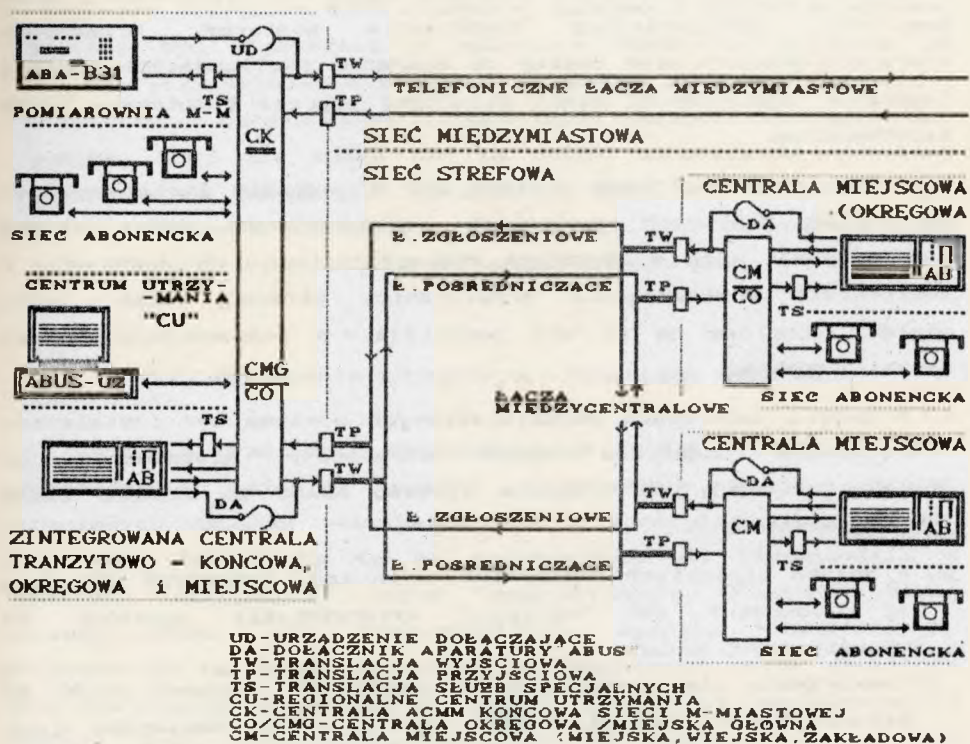 UD
ABA-B31
TW
TS
TP
POMIAROWNIA M-M
CK
TELEFONICZNE ŁĄCZA MIĘDZYMIASTOWE
SIEĆ MIĘDZYMIASTOWA
SIEĆ STREFOWA
SIEĆ ABONENCKA
CENTRUM UTRZY-
-MANIA
"CU"
ABUS-UZ
CMG
CO
TS
TP
AB
TW
DA
ZINTEGROWANA CENTRALA
TRANZYTOWO - KOŃCOWA,
OKRĘGOWA i MIEJSCOWA
Ł.ZGŁOSZENIOWE
Ł.POŚREDNICZĄCE
ŁĄCZA
MIĘDZYCENTRALOWE
Ł.ZGŁOSZENIOWE
Ł.POŚREDNICZĄCE
CENTRALA MIEJSCOWA
(OKRĘGOWA
DA
TW
TP
CM
CO
AB
TS
SIEĆ ABONENCKA
CENTRALA MIEJSCOWA
DA
TW
TP
CM
AB
TS
SIEĆ ABONENCKA
UD-URZĄDZENIE DOŁĄCZAJĄCE
DA-DOŁĄCZNIK APARATURY "ABUS"
TW-TRANSLACJA WYJŚCIOWA
TP-TRANSLACJA PRZYJŚCIOWA
TS-TRANSLACJA SŁUŻB SPECJALNYCH
CU-REGIONALNE CENTRUM UTRZYMANIA
CK-CENTRALA ACMM KOŃCOWA SIECI M-MIASTOWEJ
CO/CMG-CENTRALA OKRĘGOWA /MIEJSKA GŁÓWNA
CM-CENTRALA MIEJSCOWA (MIEJSKA,WIEJSKA,ZAKŁADOWA)